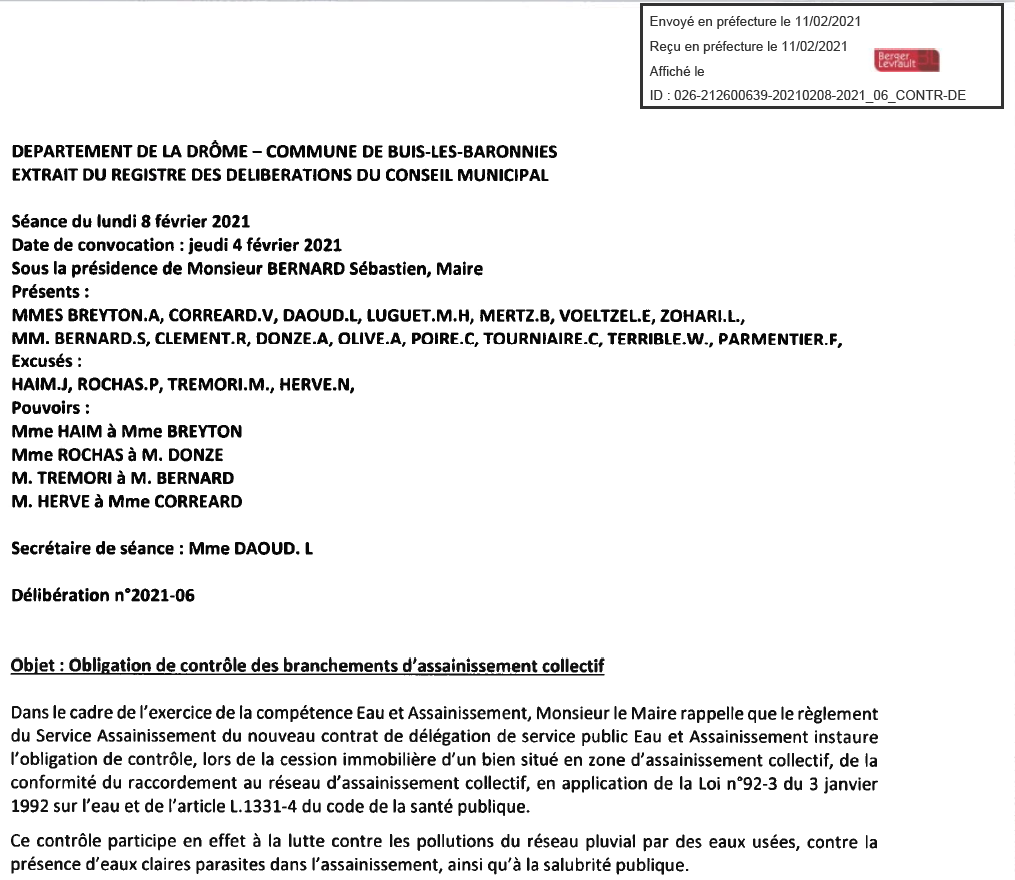 Envoyé en préfecture le 11/02/2021
Reçu en préfecture le 11/02/2021
Berger
Levrault
Affiché le
ID : 026-212600639-20210208-2021_06_CONTR-DE
DEPARTEMENT DE LA DRÔME – COMMUNE DE BUIS-LES-BARONNIES
EXTRAIT DU REGISTRE DES DELIBERATIONS DU CONSEIL MUNICIPAL
Séance du lundi 8 février 2021
Date de convocation : jeudi 4 février 2021
Sous la présidence de Monsieur BERNARD Sébastien, Maire
Présents :
MMES BREYTON.A, CORREARD.V, DAOUD.L, LUGUET.M.H, MERTZ.B, VOELTZEL.E, ZOHARI.L.,
MM. BERNARD.S, CLEMENT.R, DONZE.A, OLIVE.A, POIRE.C, TOURNIAIRE.C, TERRIBLE.W., PARMENTIER.F,
Excusés :
HAIM.J, ROCHAS.P, TREMORI.M., HERVE.N,
Pouvoirs :
Mme HAIM à Mme BREYTON
Mme ROCHAS à M. DONZE
M. TREMORI à M. BERNARD
M. HERVE à Mme CORREARD
Secrétaire de séance : Mme DAOUD. L
Délibération n°2021-06
Objet : Obligation de contrôle des branchements d'assainissement collectif
Dans le cadre de l'exercice de la compétence Eau et Assainissement, Monsieur le Maire rappelle que le règlement
du Service Assainissement du nouveau contrat de délégation de service public Eau et Assainissement instaure
l'obligation de contrôle, lors de la cession immobilière d'un bien situé en zone d'assainissement collectif, de la
conformité du raccordement au réseau d'assainissement collectif, en application de la Loi n°92-3 du 3 janvier
1992 sur l'eau et de l'article L.1331-4 du code de la santé publique.
Ce contrôle participe en effet à la lutte contre les pollutions du réseau pluvial par des eaux usées, contre la
présence d'eaux claires parasites dans l'assainissement, ainsi qu'à la salubrité publique.